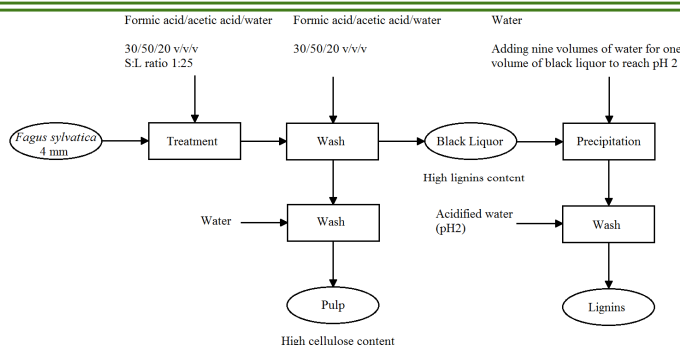 Formic acid/acetic acid/water
30/50/20 v/v/v
S:L ratio 1:25
Formic acid/acetic acid/water
30/50/20 v/v/v
Water
Adding nine volumes of water for one
volume of black liquor to reach pH 2
Fagus sylvatica
4 mm
Treatment
Wash
Black Liquor
Precipitation
High lignins content
Water
Wash
Acidified water
(pH2)
Wash
Pulp
Lignins
High cellulose content